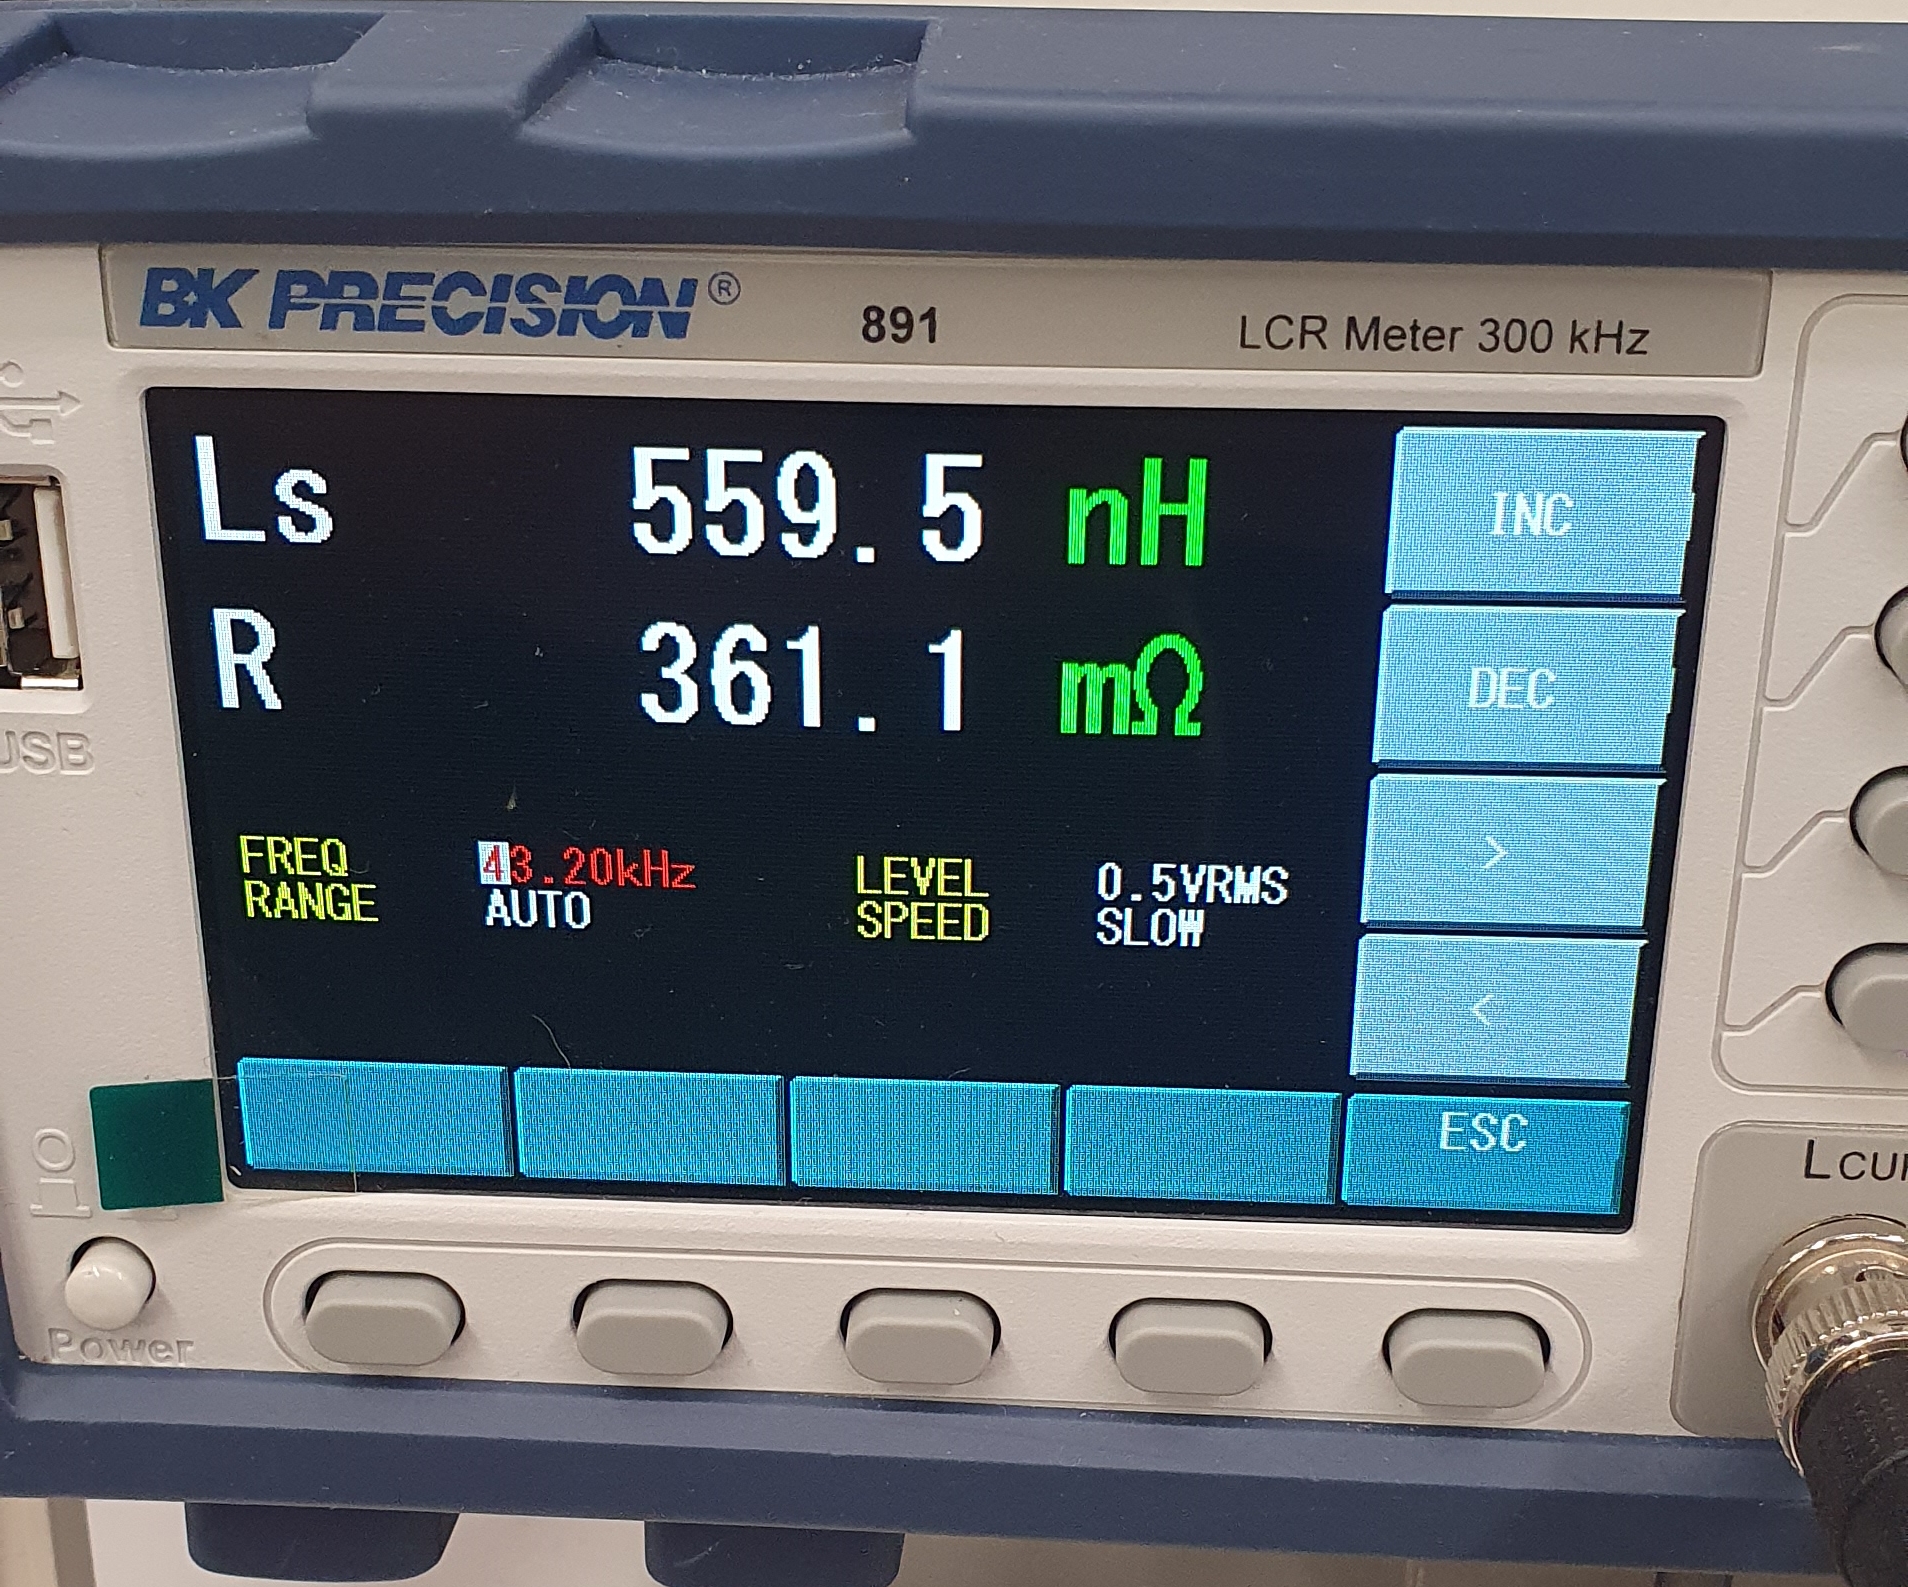 BK PRECISION®
891
LCR Meter 300 kHz
Ls 559.5 nH
INC
R 361.1 mΩ
DEC
>
FREQ 43.20kHz LEVEL 0.5VRMS
RANGE AUTO SPEED SLOW
<
ESC
USB
Power